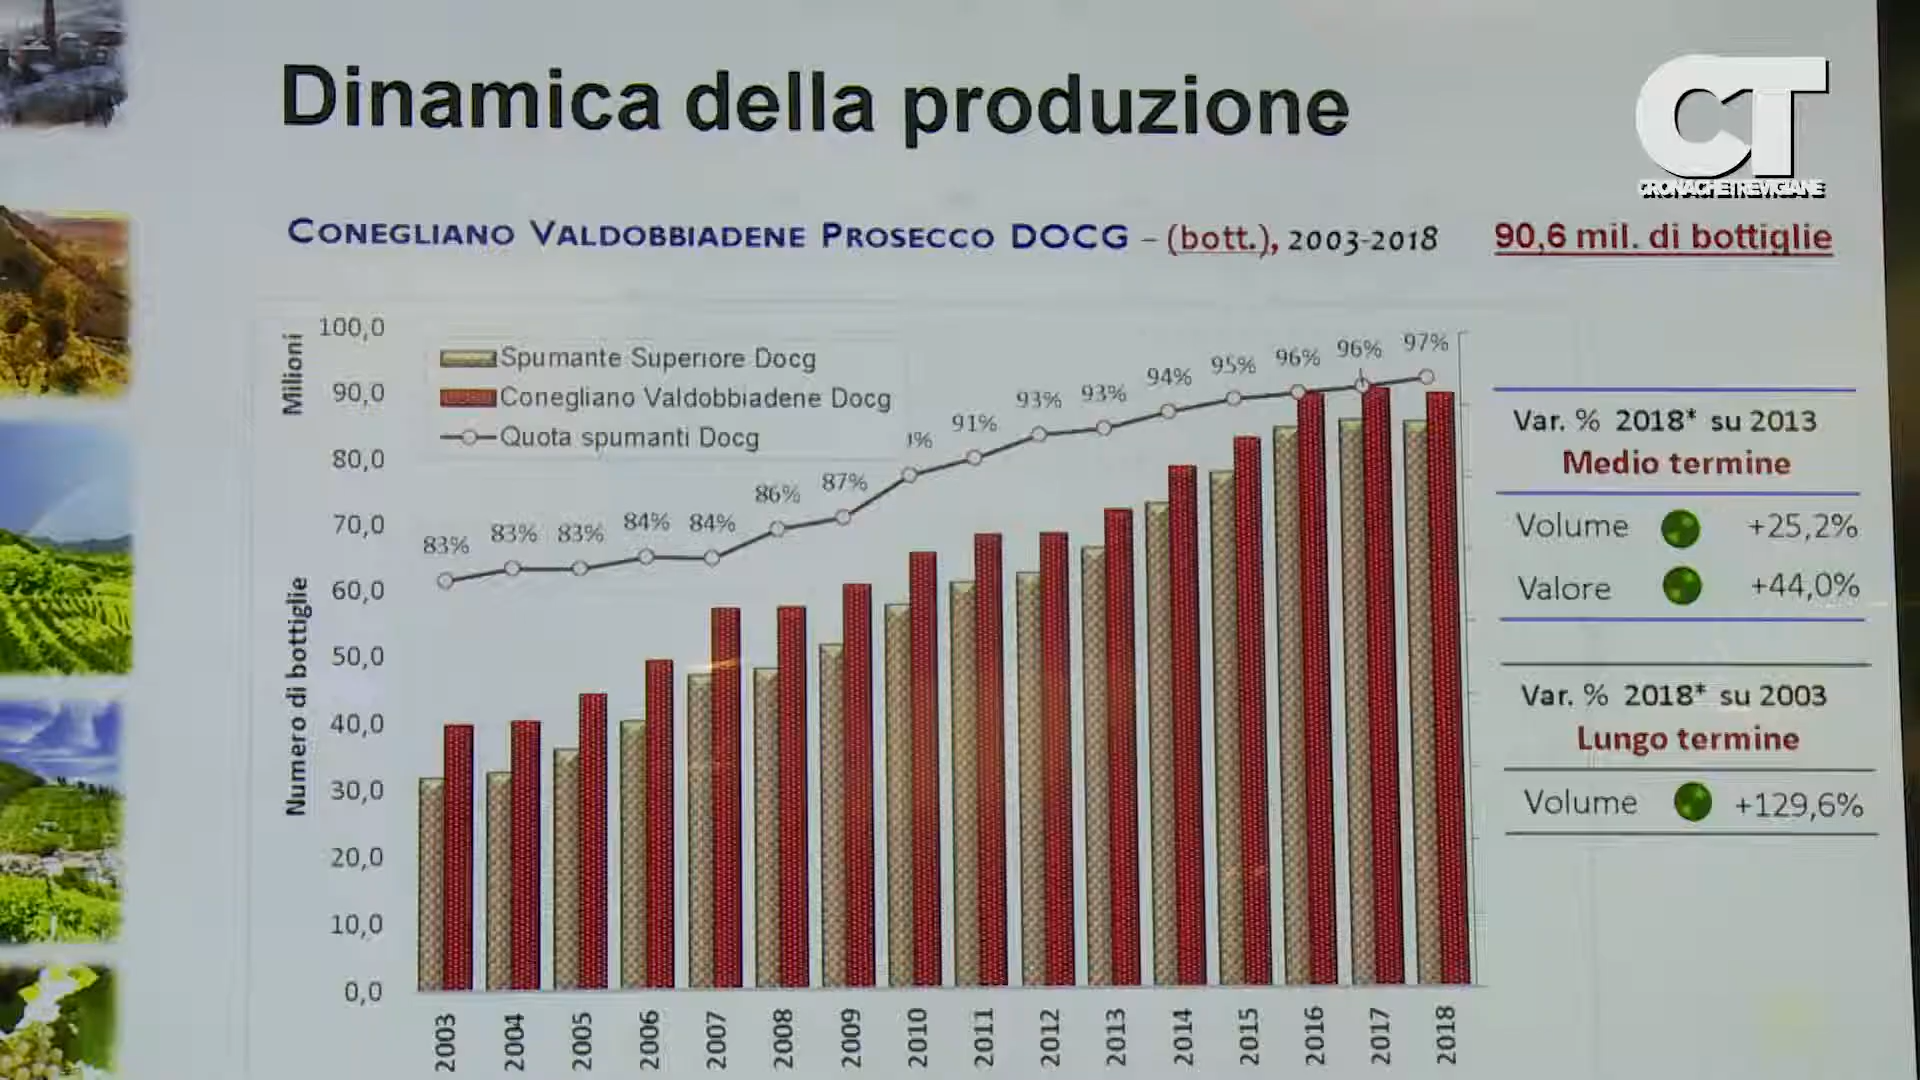 Dinamica della produzione
CT
CRONACHETREVIGIANE
CONEGLIANO VALDOBBIADENE PROSECCO DOCG – (bott.), 2003-2018
90,6 mil. di bottiglie
Milioni
Numero di bottiglie
100,0
90,0
80,0
70,0
60,0
50,0
40,0
30,0
20,0
10,0
0,0
Spumante Superiore Docg
Conegliano Valdobbiadene Docg
Quota spumanti Docg
83%
83%
83%
84%
84%
86%
87%
91%
93%
93%
94%
95%
96%
96%
97%
2003
2004
2005
2006
2007
2008
2009
2010
2011
2012
2013
2014
2015
2016
2017
2018
Var. % 2018* su 2013
Medio termine
Volume +25,2%
Valore +44,0%
Var. % 2018* su 2003
Lungo termine
Volume +129,6%